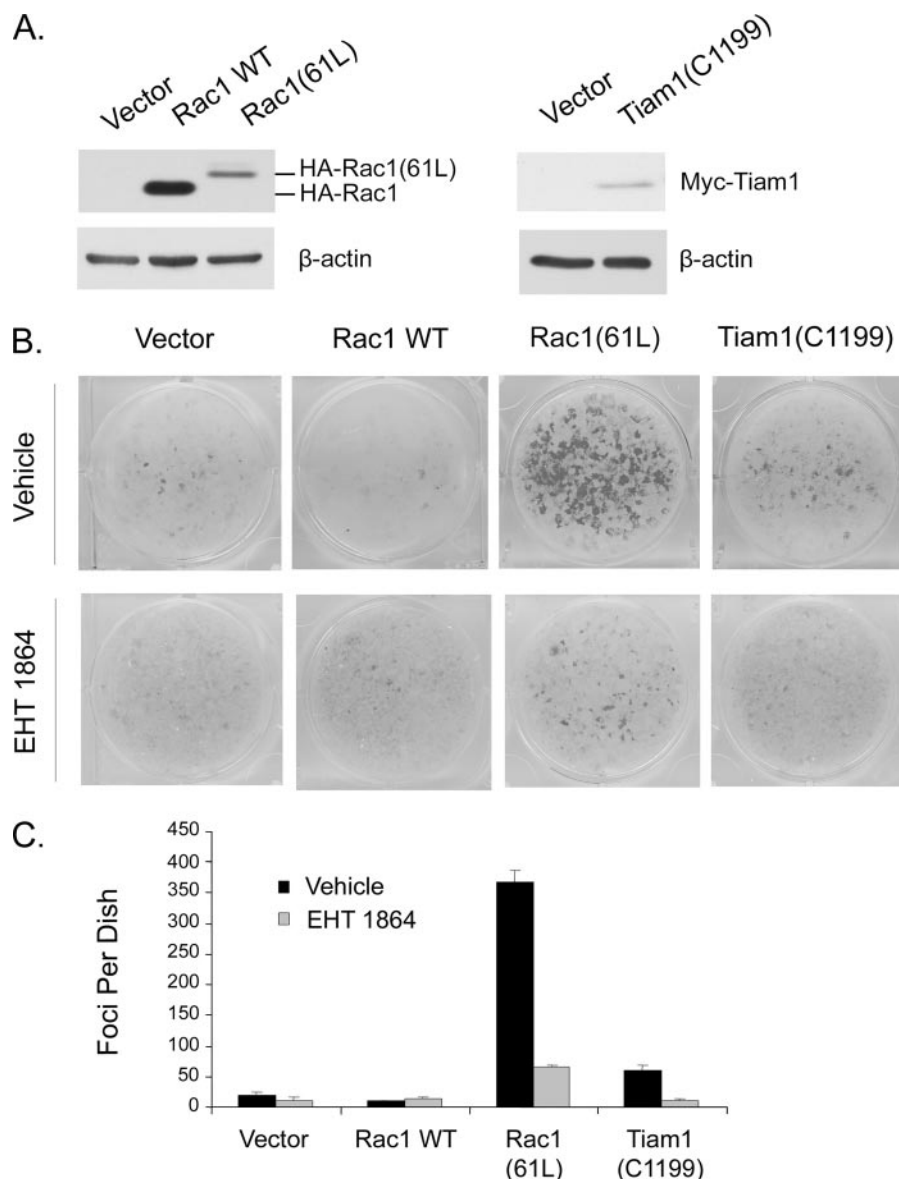 A.
Vector
Rac1 WT
Rac1(61L)
HA-Rac1(61L)
HA-Rac1
β-actin
Vector
Tiam1(C1199)
Myc-Tiam1
β-actin
B.
Vector
Rac1 WT
Rac1(61L)
Tiam1(C1199)
Vehicle
EHT 1864
C.
Foci Per Dish
450
400
350
300
250
200
150
100
50
0
Vehicle
EHT 1864
Vector
Rac1 WT
Rac1
(61L)
Tiam1
(C1199)